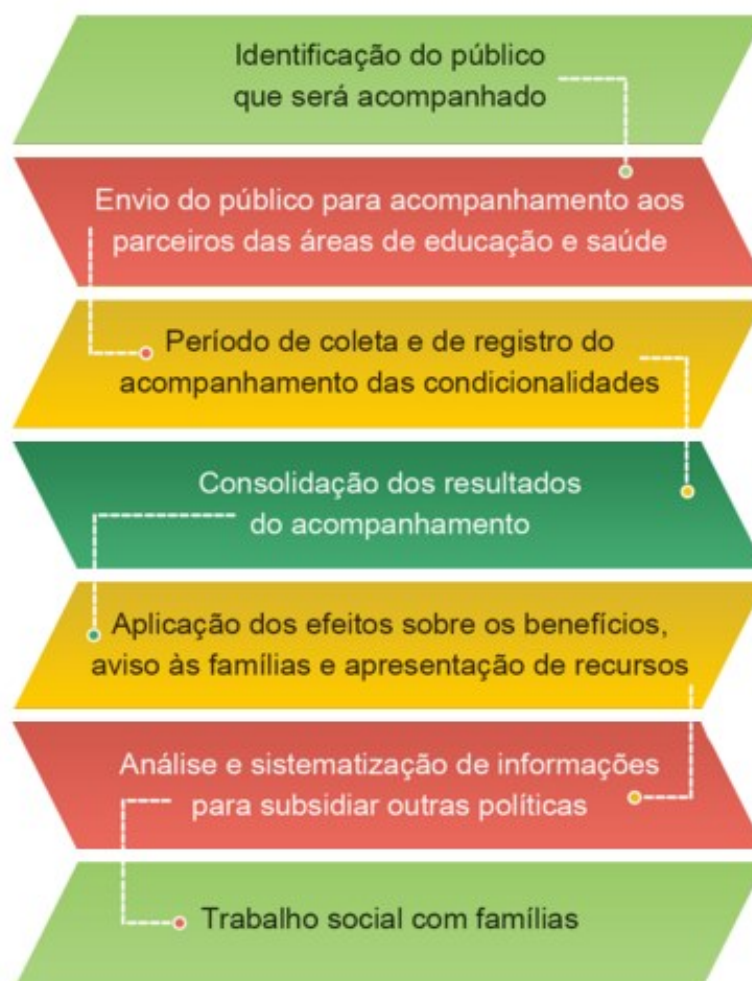 Identificação do público
que será acompanhado
Envio do público para acompanhamento aos
parceiros das áreas de educação e saúde
Período de coleta e de registro do
acompanhamento das condicionalidades
Consolidação dos resultados
do acompanhamento
Aplicação dos efeitos sobre os benefícios,
aviso às famílias e apresentação de recursos
Análise e sistematização de informações
para subsidiar outras políticas
Trabalho social com famílias